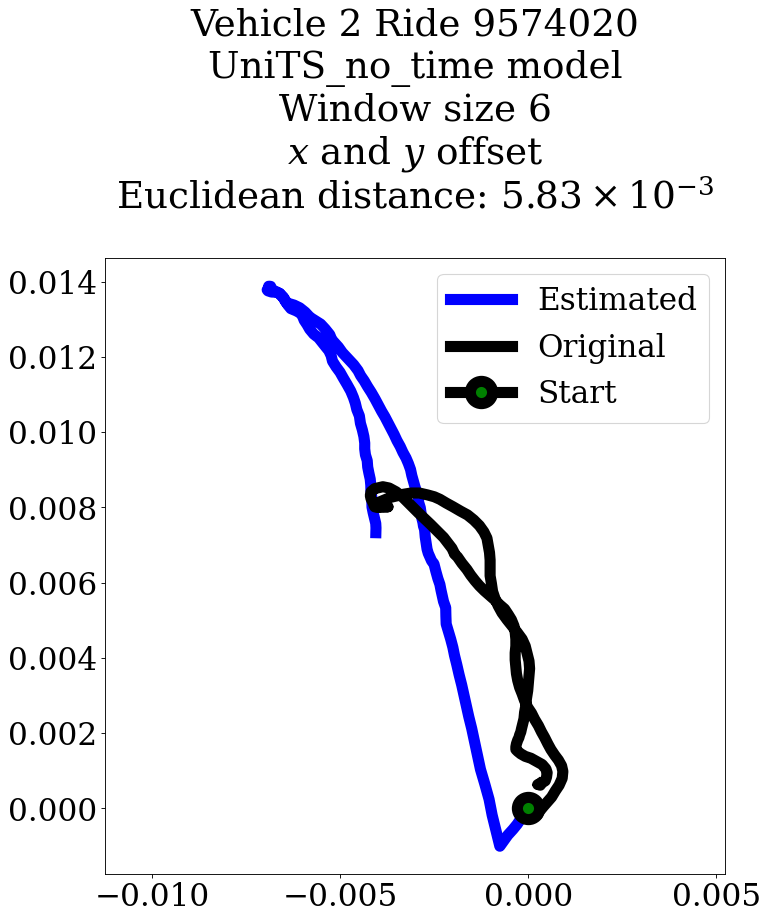 Vehicle 2 Ride 9574020
UniTS_no_time model
Window size 6
x and y offset
Euclidean distance: 5.83 × 10⁻³
Estimated
Original
Start
0.014
0.012
0.010
0.008
0.006
0.004
0.002
0.000
−0.010 −0.005 0.000 0.005